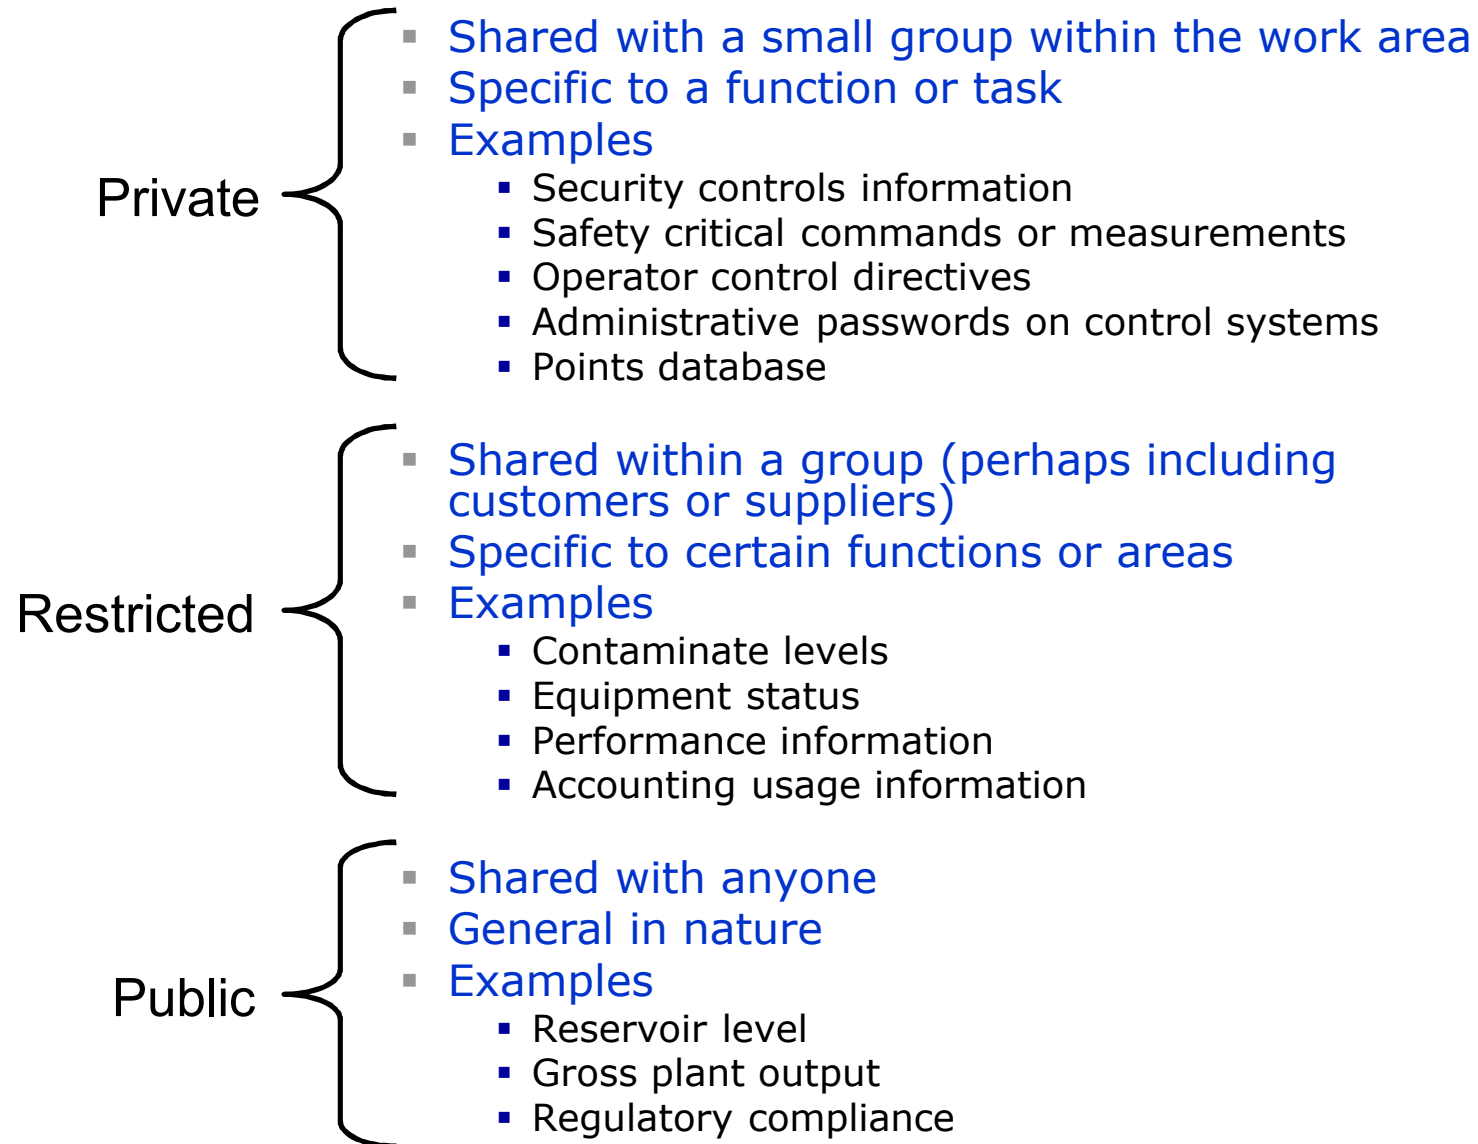 Private
Shared with a small group within the work area
Specific to a function or task
Examples
Security controls information
Safety critical commands or measurements
Operator control directives
Administrative passwords on control systems
Points database
Restricted
Shared within a group (perhaps including
customers or suppliers)
Specific to certain functions or areas
Examples
Contaminate levels
Equipment status
Performance information
Accounting usage information
Public
Shared with anyone
General in nature
Examples
Reservoir level
Gross plant output
Regulatory compliance